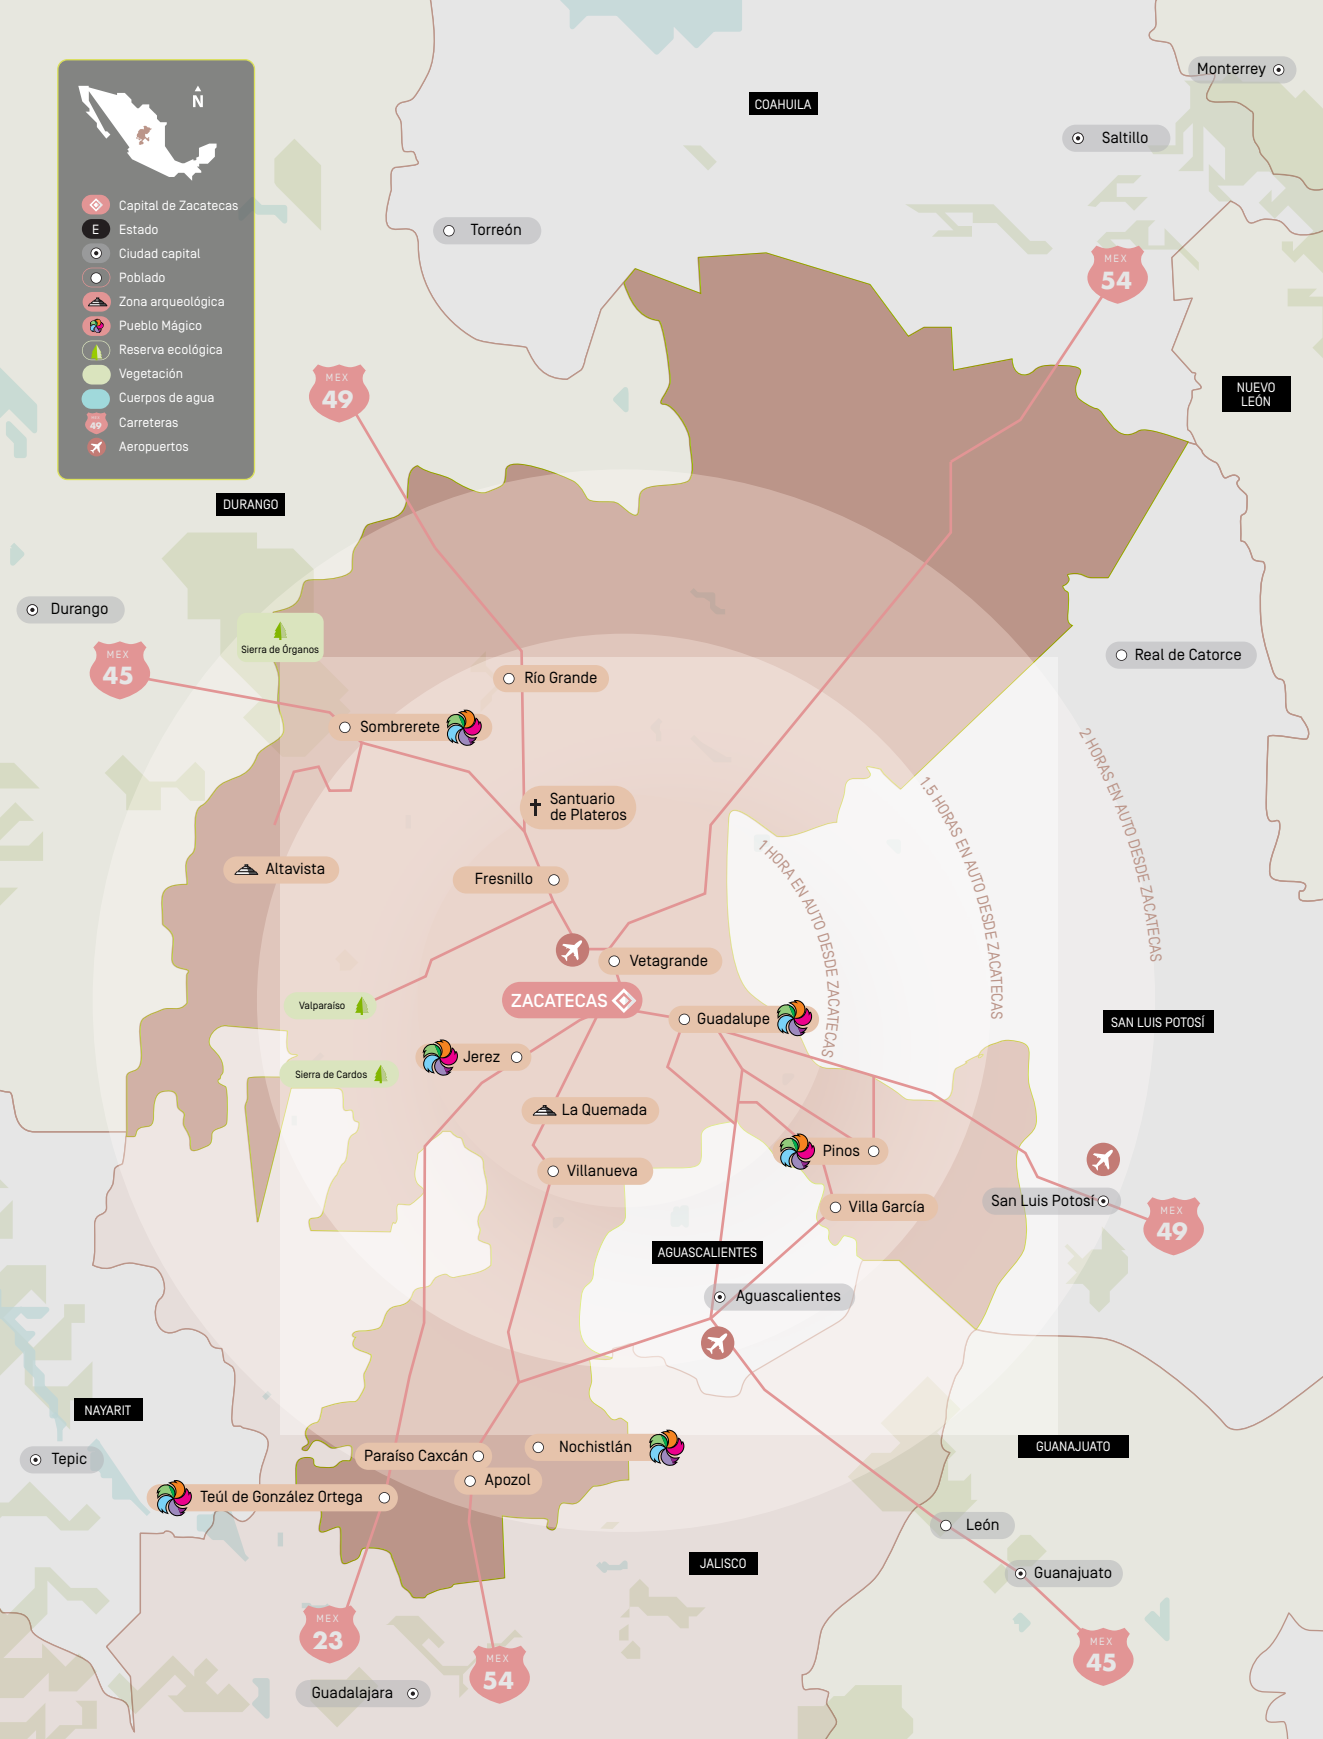 N
Capital de Zacatecas
E
Estado
Ciudad capital
Poblado
Zona arqueológica
Pueblo Mágico
Reserva ecológica
Vegetación
Cuerpos de agua
MEX
49
Carreteras
Aeropuertos
COAHUILA
Monterrey
Saltillo
Torreón
MEX
54
MEX
49
NUEVO
LEÓN
DURANGO
Durango
Sierra de Órganos
MEX
45
Real de Catorce
Río Grande
Sombrerete
Santuario
de Plateros
Altavista
Fresnillo
1 HORA EN AUTO DESDE ZACATECAS
1.5 HORAS EN AUTO DESDE ZACATECAS
2 HORAS EN AUTO DESDE ZACATECAS
Vetagrande
Valparaíso
ZACATECAS
Guadalupe
SAN LUIS POTOSÍ
Jerez
Sierra de Cardos
La Quemada
Villanueva
Pinos
Villa García
San Luis Potosí
MEX
49
AGUASCALIENTES
Aguascalientes
NAYARIT
Tepic
Paraíso Caxcán
Nochistlán
GUANAJUATO
Apozol
Teúl de González Ortega
León
JALISCO
Guanajuato
MEX
23
MEX
54
MEX
45
Guadalajara